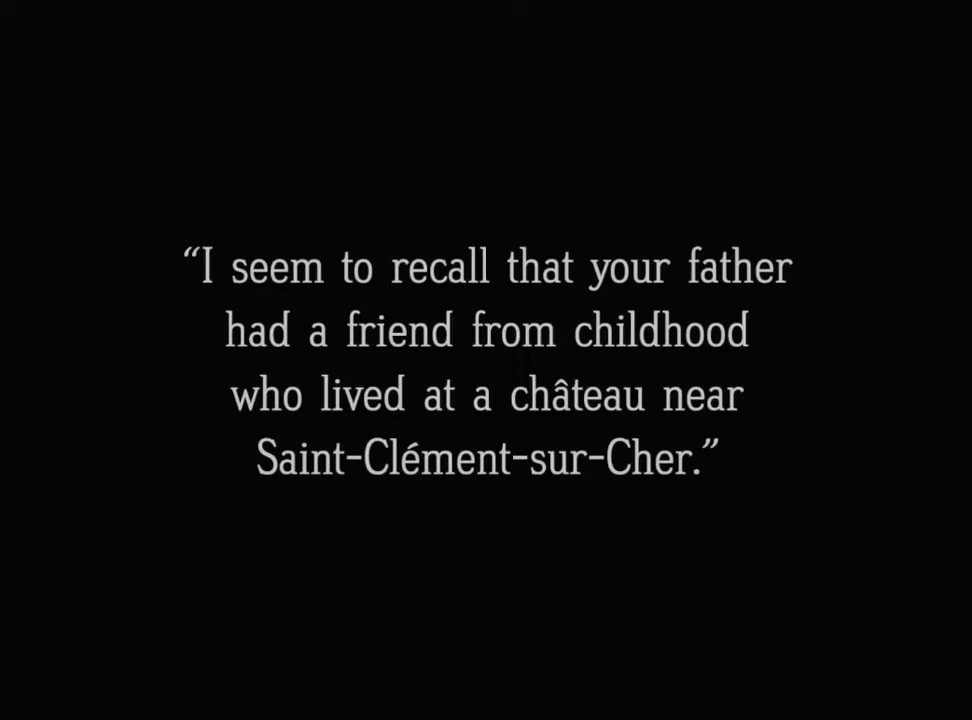 “I seem to recall that your father
had a friend from childhood
who lived at a château near
Saint-Clément-sur-Cher.”